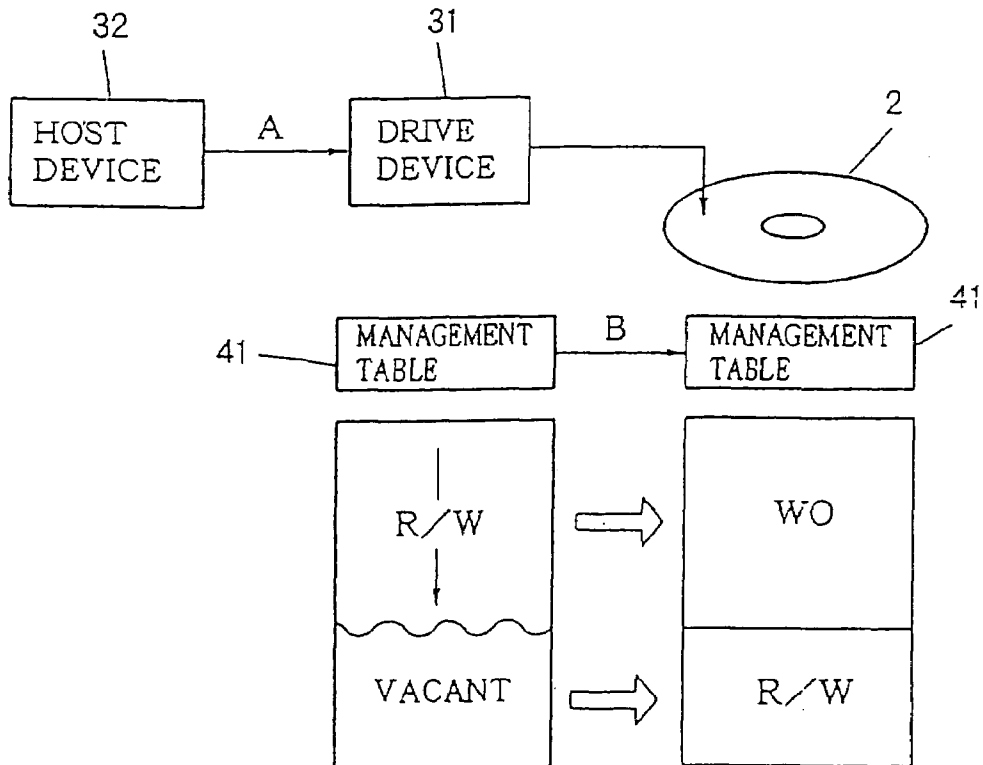 32
31
2
HOST
DEVICE
A
DRIVE
DEVICE
41
MANAGEMENT
TABLE
B
MANAGEMENT
TABLE
41
R/W
WO
VACANT
R/W